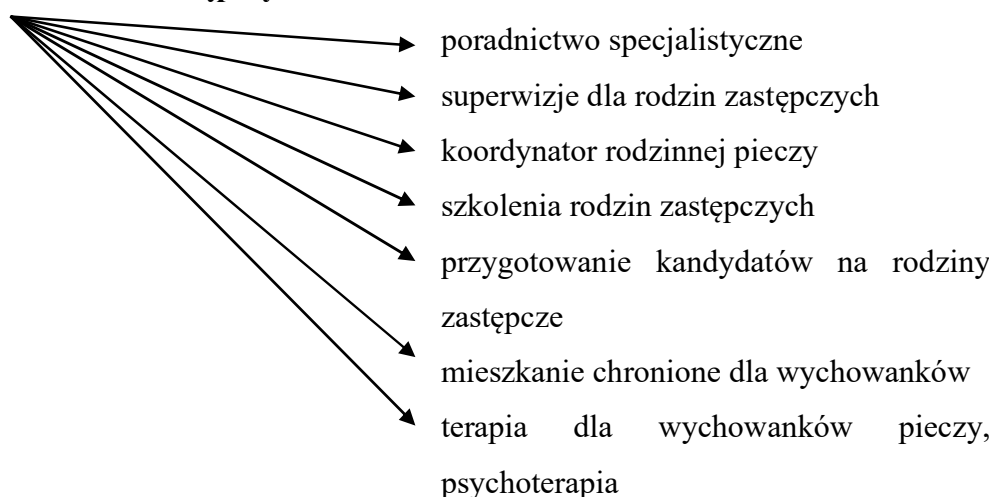 poradnictwo specjalistyczne
superwizje dla rodzin zastępczych
koordynator rodzinnej pieczy
szkolenia rodzin zastępczych
przygotowanie kandydatów na rodziny
zastępcze
mieszkanie chronione dla wychowanków
terapia dla wychowanków pieczy,
psychoterapia